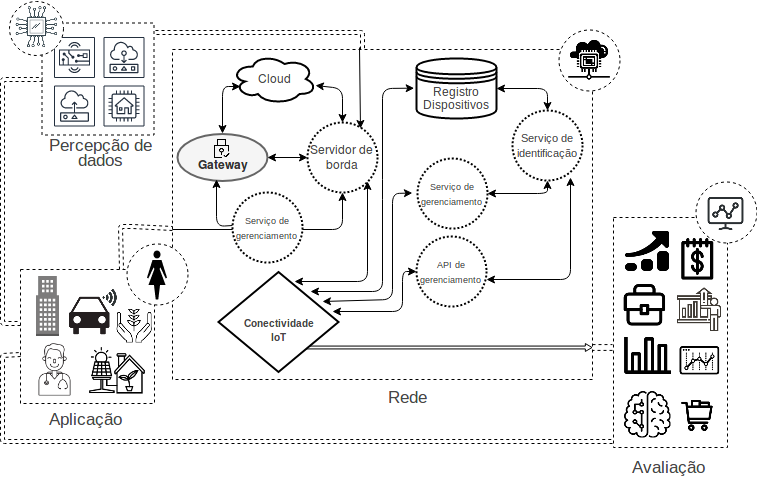 Percepção de
dados
Cloud
Gateway
Servidor de
borda
Serviço de
gerenciamento
Registro
Dispositivos
Serviço de
identificação
Serviço de
gerenciamento
API de
gerenciamento
Conectividade
IoT
Rede
Aplicação
$
Avaliação